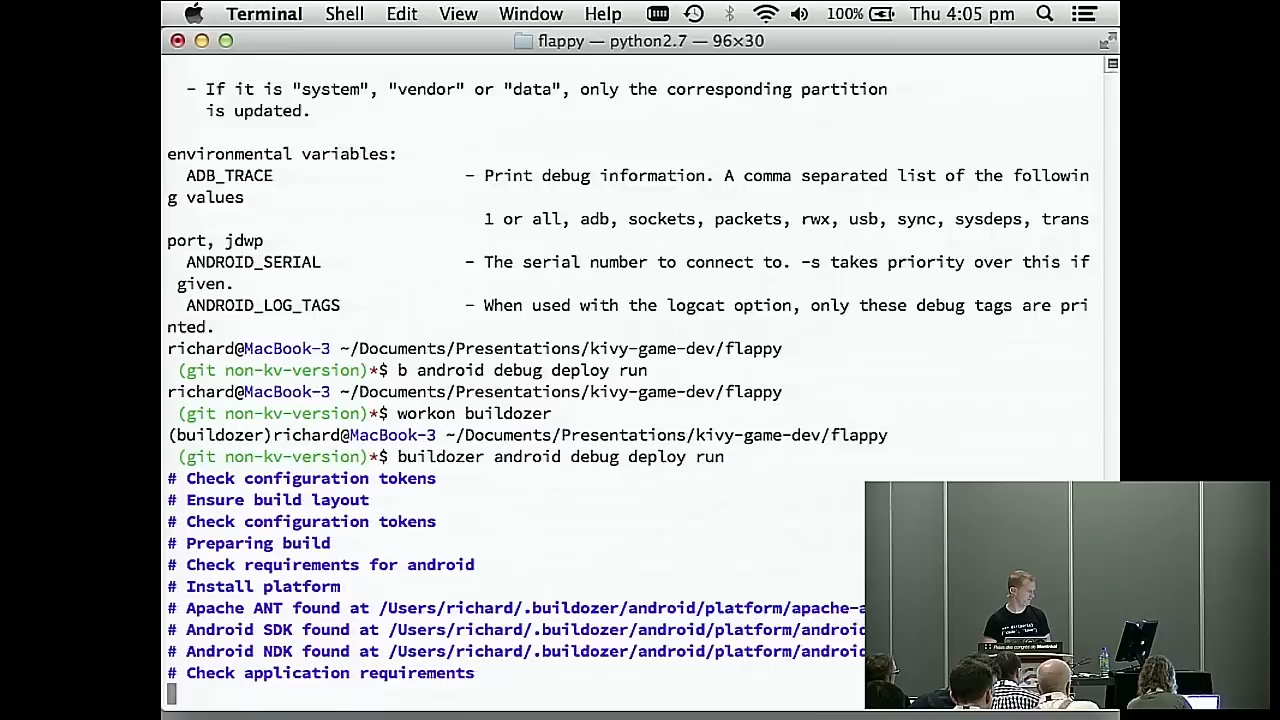 Terminal Shell Edit View Window Help 100% Thu 4:05 pm
flappy — python2.7 — 96×30
- If it is "system", "vendor" or "data", only the corresponding partition
is updated.
environmental variables:
ADB_TRACE - Print debug information. A comma separated list of the followin
g values
1 or all, adb, sockets, packets, rwx, usb, sync, sysdeps, trans
port, jdwp
ANDROID_SERIAL - The serial number to connect to. -s takes priority over this if
given.
ANDROID_LOG_TAGS - When used with the logcat option, only these debug tags are pri
nted.
richard@MacBook-3 ~/Documents/Presentations/kivy-game-dev/flappy
(git non-kv-version)*$ b android debug deploy run
richard@MacBook-3 ~/Documents/Presentations/kivy-game-dev/flappy
(git non-kv-version)*$ workon buildozer
(buildozer)richard@MacBook-3 ~/Documents/Presentations/kivy-game-dev/flappy
(git non-kv-version)*$ buildozer android debug deploy run
# Check configuration tokens
# Ensure build layout
# Check configuration tokens
# Preparing build
# Check requirements for android
# Install platform
# Apache ANT found at /Users/richard/.buildozer/android/platform/apache-a
# Android SDK found at /Users/richard/.buildozer/android/platform/android
# Android NDK found at /Users/richard/.buildozer/android/platform/android
# Check application requirements
Palais des congrès de Montréal